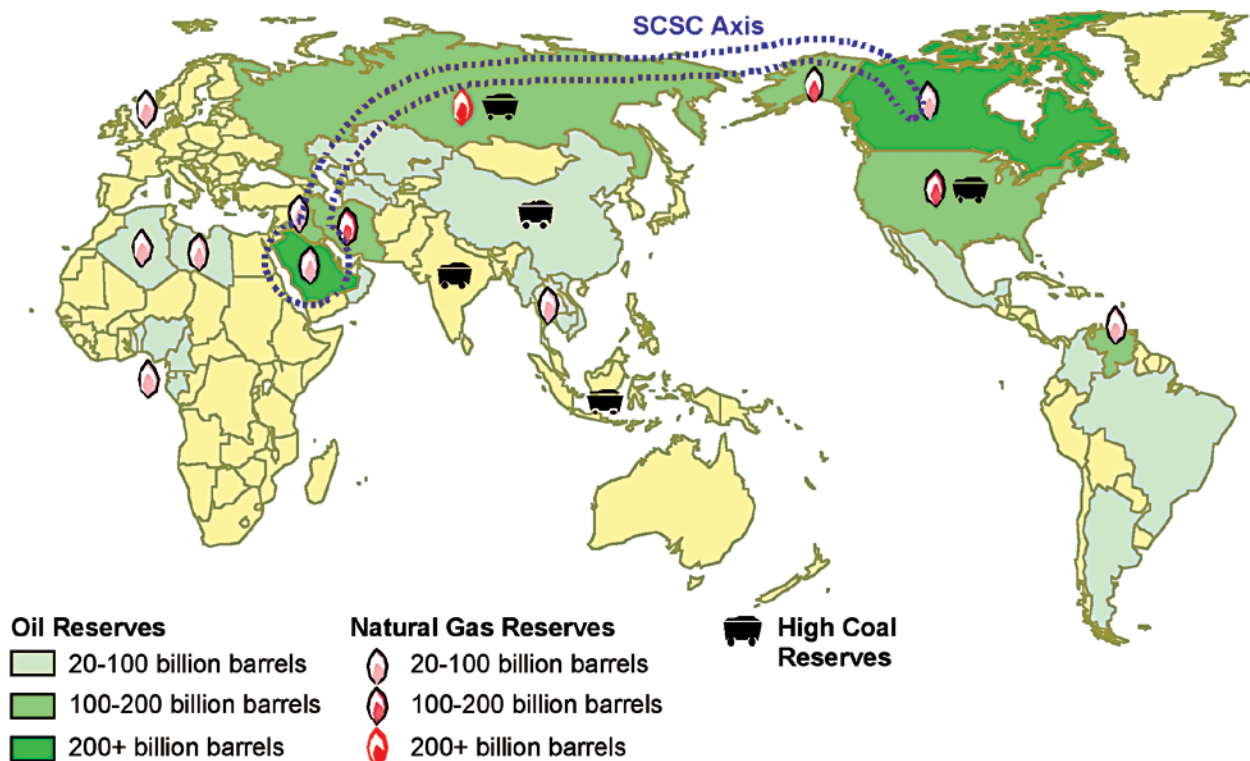 SCSC Axis
Oil Reserves
20-100 billion barrels
100-200 billion barrels
200+ billion barrels
Natural Gas Reserves
20-100 billion barrels
100-200 billion barrels
200+ billion barrels
High Coal
Reserves